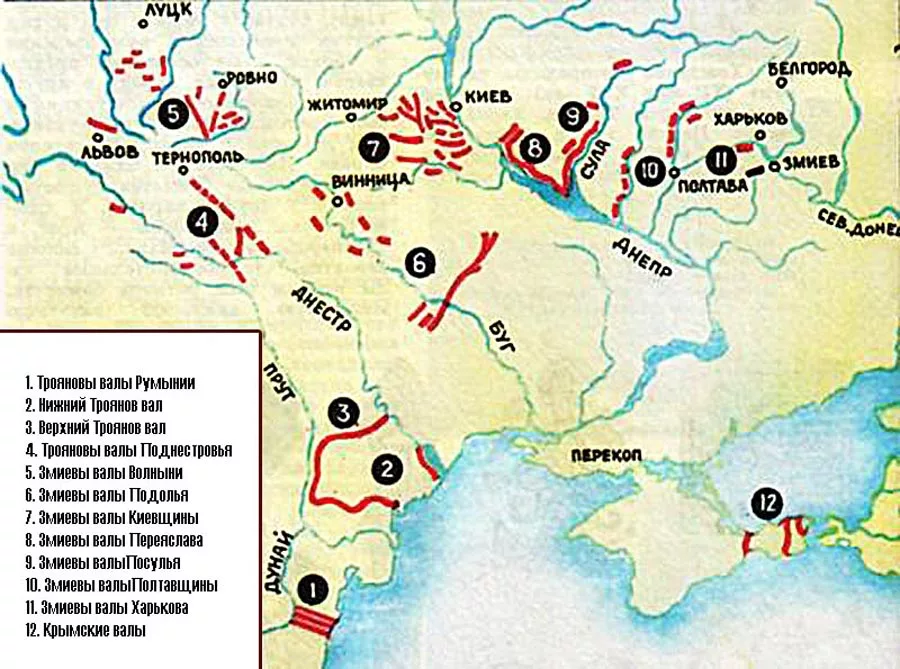 ЛУЦК
РОВНО
5
ЛЬВОВ
ТЕРНОПОЛЬ
ЖИТОМИР
КИЕВ
7
ВИННИЦА
8
9
СУЛА
10
ПОЛТАВА
БЕЛГОРОД
ХАРЬКОВ
11
ЗМИЕВ
СЕВ. ДОНЕ
4
6
ДНЕПР
ДНЕСТР
БУГ
ПРУТ
3
2
ПЕРЕКОП
12
ДУНАЙ
1
1. Трояновы валы Румынии
2. Нижний Троянов вал
3. Верхний Троянов вал
4. Трояновы валы Поднестровья
5. Змиевы валы Волныни
6. Змиевы валы Подолья
7. Змиевы валы Киевщины
8. Змиевы валы Переяслава
9. Змиевы валыПосулья
10. Змиевы валыПолтавщины
11. Змиевы валы Харькова
12. Крымские валы